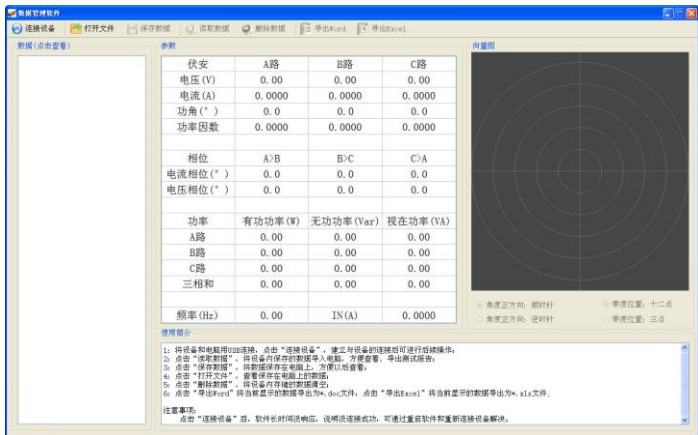 数据管理软件
连接设备 打开文件 保存数据 读取数据 删除数据 导出Word 导出Excel
数据(点击查看) 参数 向量图
伏安 A路 B路 C路
电压(V) 0.00 0.00 0.00
电流(A) 0.0000 0.0000 0.0000
功角(°) 0.0 0.0 0.0
功率因数 0.0000 0.0000 0.0000
相位 A>B B>C C>A
电流相位(°) 0.0 0.0 0.0
电压相位(°) 0.0 0.0 0.0
功率 有功功率(W) 无功功率(Var) 视在功率(VA)
A路 0.00 0.00 0.00
B路 0.00 0.00 0.00
C路 0.00 0.00 0.00
三相和 0.00 0.00 0.00
频率(Hz) 0.00 IN(A) 0.0000
角度正方向：顺时针 零度位置：十二点
角度正方向：逆时针 零度位置：三点
使用简介
1：将设备和电脑用USB连接，点击“连接设备”，建立与设备的连接后可进行后续操作；
2：点击“读取数据”，将设备内保存的数据导入电脑，方便查看，导出测试报告；
3：点击“保存数据”，将数据保存在电脑上，方便以后查看；
4：点击“打开文件”，查看保存在电脑上的数据；
5：点击“删除数据”，将设备内存储的数据清空；
6：点击“导出Word”将当前显示的数据导出为*.doc文件，点击“导出Excel”将当前显示的数据导出为*.xls文件；
注意事项：
点击“连接设备”后，软件长时间没响应，说明没连接成功，可通过重启软件和重新连接设备解决。